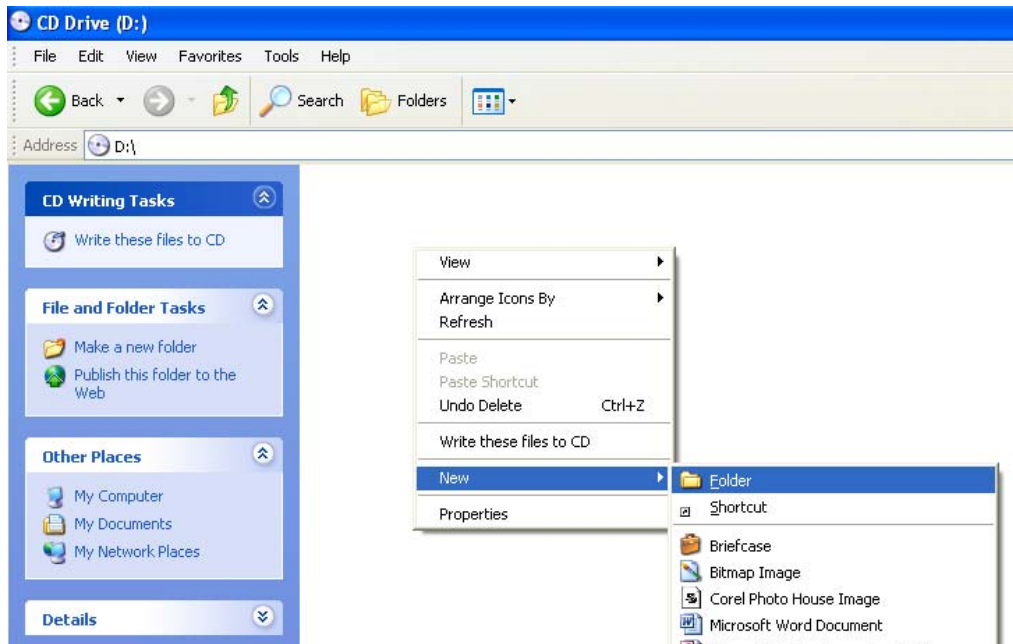 CD Drive (D:)
File Edit View Favorites Tools Help
Back Search Folders
Address D:\
CD Writing Tasks
Write these files to CD
File and Folder Tasks
Make a new folder
Publish this folder to the
Web
Other Places
My Computer
My Documents
My Network Places
Details
View
Arrange Icons By
Refresh
Paste
Paste Shortcut
Undo Delete Ctrl+Z
Write these files to CD
New
Properties
Folder
Shortcut
Briefcase
Bitmap Image
Corel Photo House Image
Microsoft Word Document